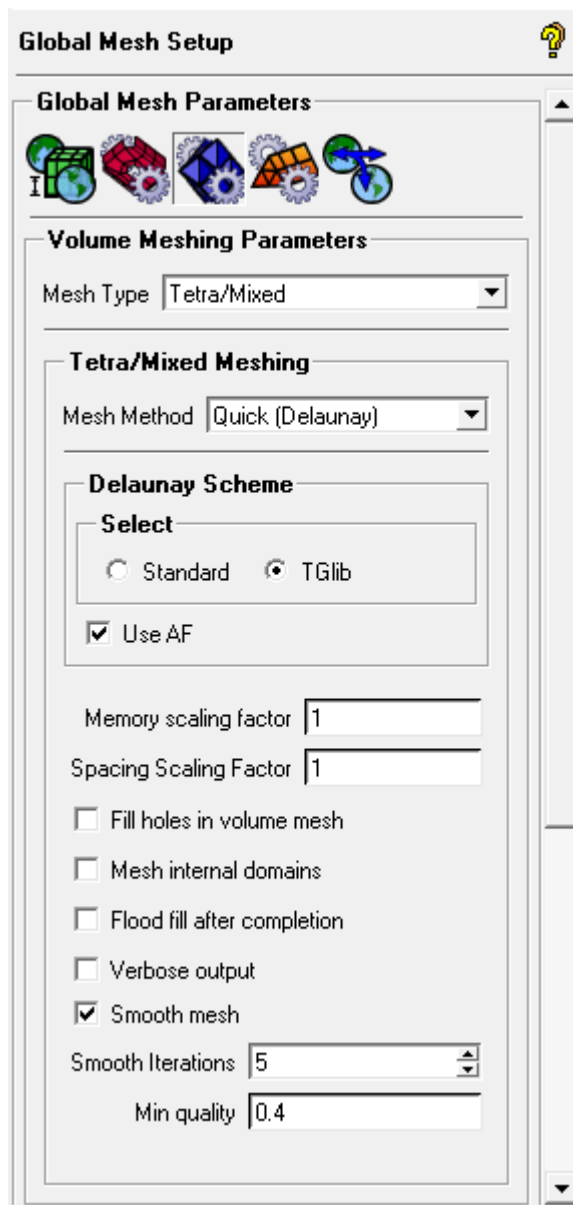 Global Mesh Setup
Global Mesh Parameters
Volume Meshing Parameters
Mesh Type Tetra/Mixed
Tetra/Mixed Meshing
Mesh Method Quick (Delaunay)
Delaunay Scheme
Select
Standard TGlib
Use AF
Memory scaling factor 1
Spacing Scaling Factor 1
Fill holes in volume mesh
Mesh internal domains
Flood fill after completion
Verbose output
Smooth mesh
Smooth Iterations 5
Min quality 0.4